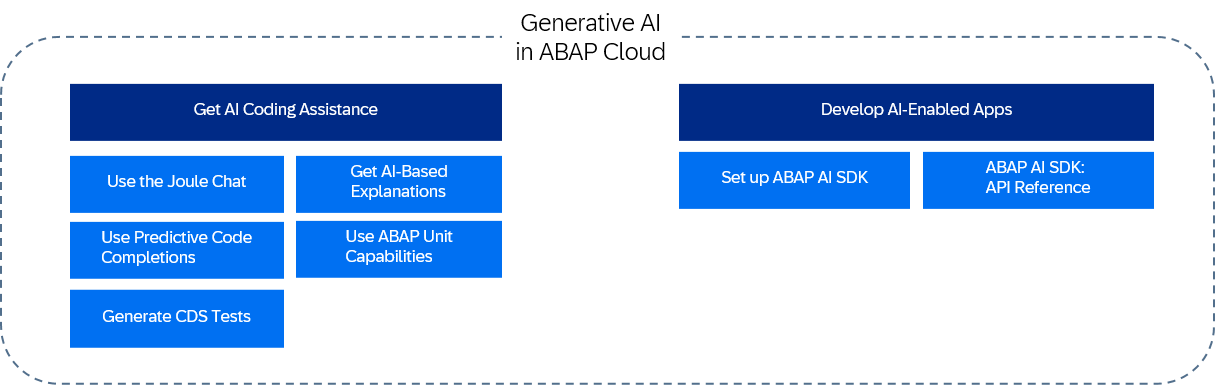 Generative AI
in ABAP Cloud
Get AI Coding Assistance
Use the Joule Chat
Get AI-Based
Explanations
Use Predictive Code
Completions
Use ABAP Unit
Capabilities
Generate CDS Tests
Develop AI-Enabled Apps
Set up ABAP AI SDK
ABAP AI SDK:
API Reference